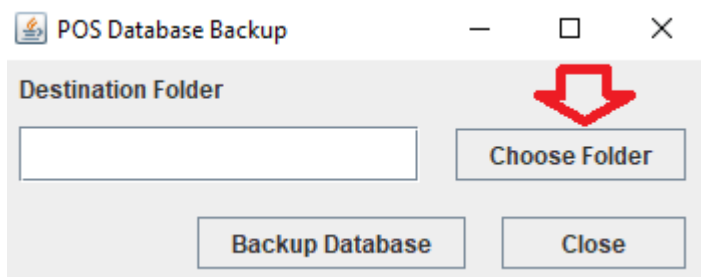 POS Database Backup
Destination Folder
Choose Folder
Backup Database
Close